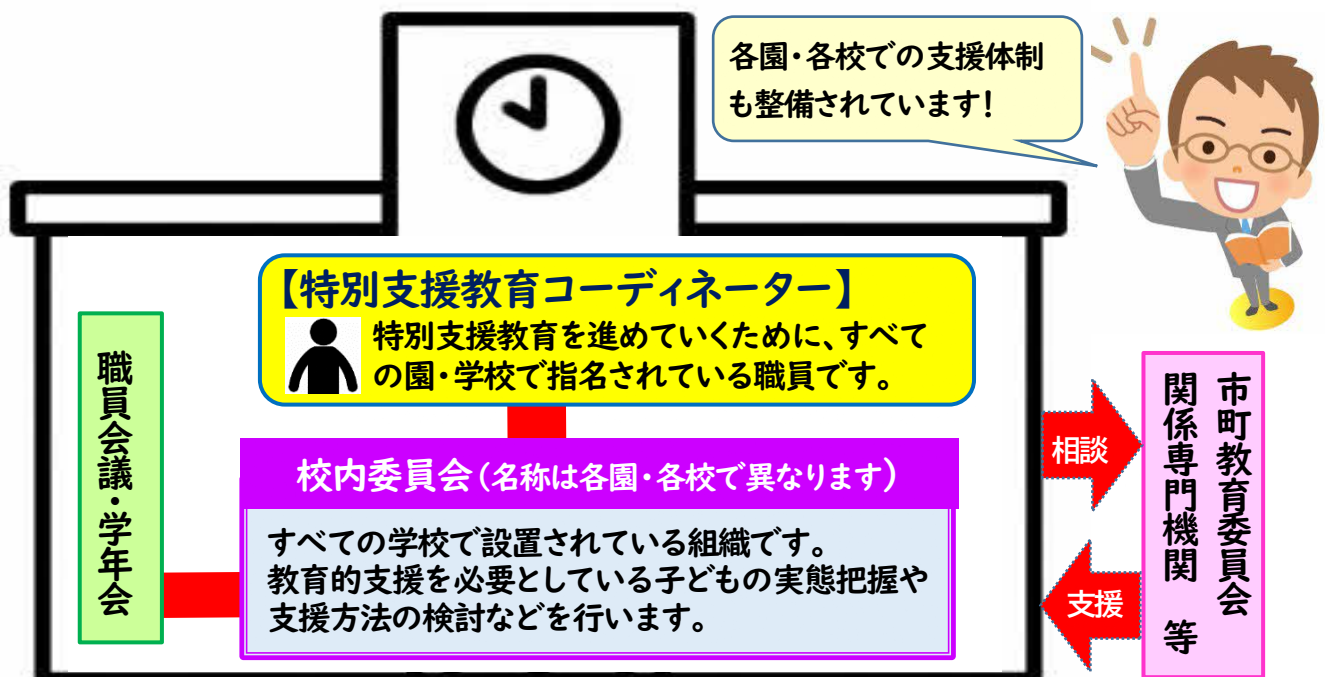 各園・各校での支援体制
も整備されています!
【特別支援教育コーディネーター】
特別支援教育を進めていくために、すべて
の園・学校で指名されている職員です。
職員会議・学年会
校内委員会(名称は各園・各校で異なります)
すべての学校で設置されている組織です。
教育的支援を必要としている子どもの実態把握や
支援方法の検討などを行います。
相談
支援
市町教育委員会
関係専門機関 等